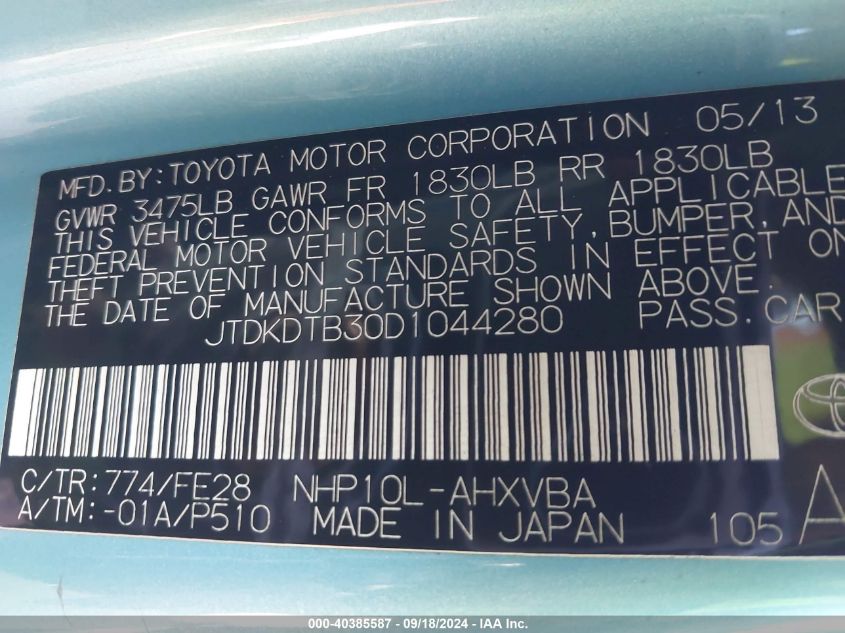 MFD. BY: TOYOTA MOTOR CORPORATION 05/13
GVWR 3475LB GAWR FR 1830LB RR 1830LB
THIS VEHICLE CONFORMS TO ALL APPLICABLE
FEDERAL MOTOR VEHICLE SAFETY, BUMPER, AND
THEFT PREVENTION STANDARDS IN EFFECT ON
THE DATE OF MANUFACTURE SHOWN ABOVE.
JTDKDTB30D1044280 PASS. CAR
C/TR: 774/FE28 NHP10L-AHXVBA
A/TM: -01A/P510 MADE IN JAPAN 105 A
000-40385587 - 09/18/2024 - IAA Inc.